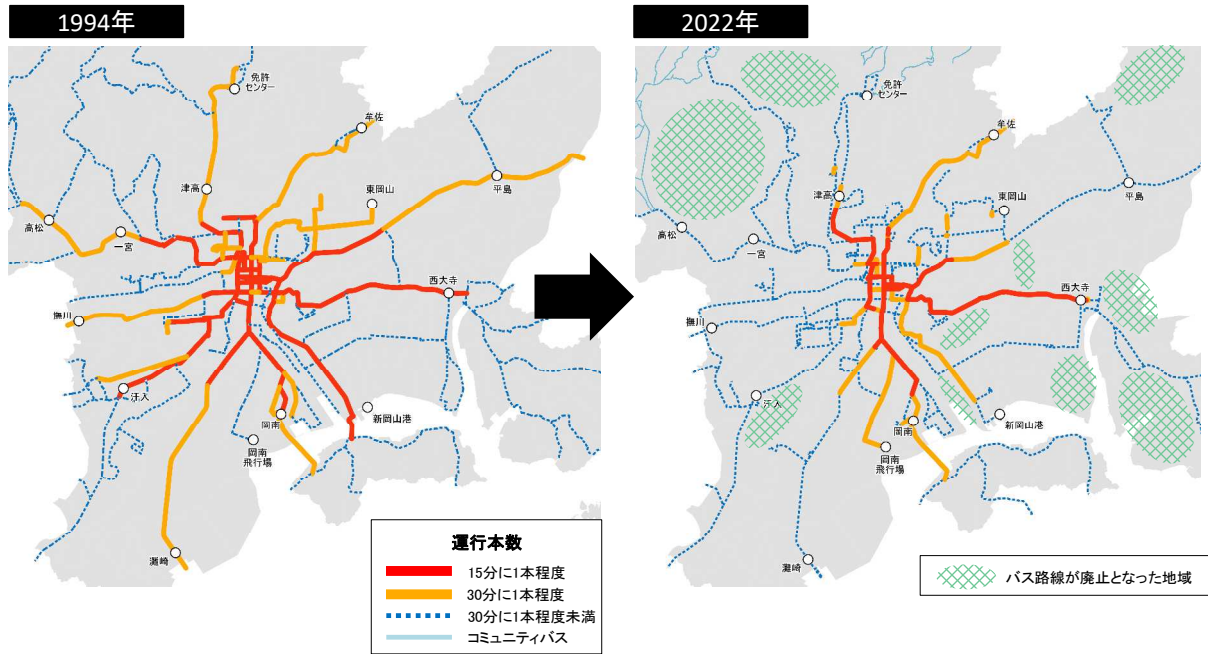 1994年
免許
センター
牟佐
津高
東岡山
平島
高松
一宮
西大寺
撫川
汗入
新岡山港
岡南
岡南
飛行場
灘崎
運行本数
15分に1本程度
30分に1本程度
30分に1本程度未満
コミュニティバス
2022年
免許
センター
牟佐
津高
東岡山
平島
高松
一宮
西大寺
撫川
汗入
新岡山港
岡南
岡南
飛行場
灘崎
バス路線が廃止となった地域